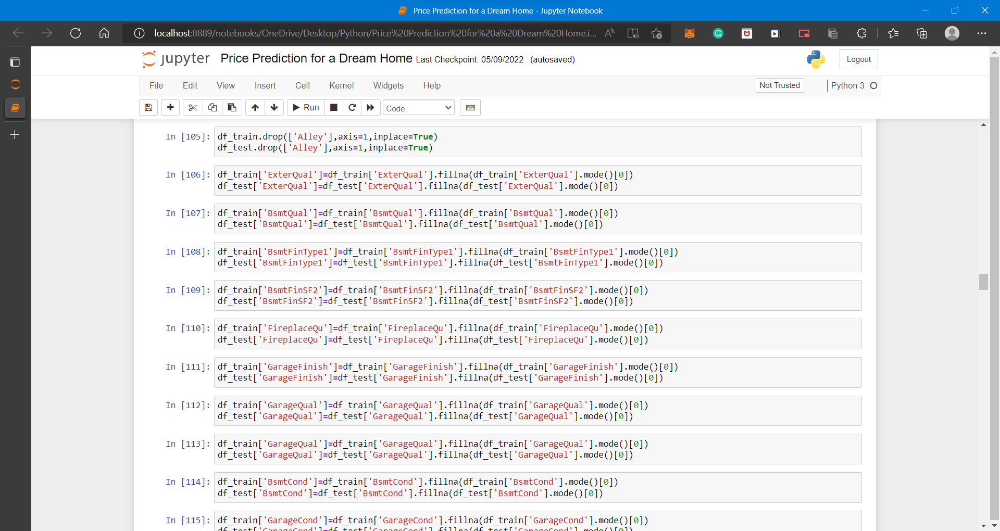 Price Prediction for a Dream Home - Jupyter Notebook
localhost:8889/notebooks/OneDrive/Desktop/Python/Price%20Prediction%20for%20a%20Dream%20Home.i...
jupyter Price Prediction for a Dream Home Last Checkpoint: 05/09/2022 (autosaved)
Logout
File Edit View Insert Cell Kernel Widgets Help
Not Trusted
Python 3
Run
Code
In [105]: df_train.drop(['Alley'],axis=1,inplace=True)
df_test.drop(['Alley'],axis=1,inplace=True)
In [106]: df_train['ExterQual']=df_train['ExterQual'].fillna(df_train['ExterQual'].mode()[0])
df_test['ExterQual']=df_test['ExterQual'].fillna(df_test['ExterQual'].mode()[0])
In [107]: df_train['BsmtQual']=df_train['BsmtQual'].fillna(df_train['BsmtQual'].mode()[0])
df_test['BsmtQual']=df_test['BsmtQual'].fillna(df_test['BsmtQual'].mode()[0])
In [108]: df_train['BsmtFinType1']=df_train['BsmtFinType1'].fillna(df_train['BsmtFinType1'].mode()[0])
df_test['BsmtFinType1']=df_test['BsmtFinType1'].fillna(df_test['BsmtFinType1'].mode()[0])
In [109]: df_train['BsmtFinSF2']=df_train['BsmtFinSF2'].fillna(df_train['BsmtFinSF2'].mode()[0])
df_test['BsmtFinSF2']=df_test['BsmtFinSF2'].fillna(df_test['BsmtFinSF2'].mode()[0])
In [110]: df_train['FireplaceQu']=df_train['FireplaceQu'].fillna(df_train['FireplaceQu'].mode()[0])
df_test['FireplaceQu']=df_test['FireplaceQu'].fillna(df_test['FireplaceQu'].mode()[0])
In [111]: df_train['GarageFinish']=df_train['GarageFinish'].fillna(df_train['GarageFinish'].mode()[0])
df_test['GarageFinish']=df_test['GarageFinish'].fillna(df_test['GarageFinish'].mode()[0])
In [112]: df_train['GarageQual']=df_train['GarageQual'].fillna(df_train['GarageQual'].mode()[0])
df_test['GarageQual']=df_test['GarageQual'].fillna(df_test['GarageQual'].mode()[0])
In [113]: df_train['GarageQual']=df_train['GarageQual'].fillna(df_train['GarageQual'].mode()[0])
df_test['GarageQual']=df_test['GarageQual'].fillna(df_test['GarageQual'].mode()[0])
In [114]: df_train['BsmtCond']=df_train['BsmtCond'].fillna(df_train['BsmtCond'].mode()[0])
df_test['BsmtCond']=df_test['BsmtCond'].fillna(df_test['BsmtCond'].mode()[0])
In [115]: df_train['GarageCond']=df_train['GarageCond'].fillna(df_train['GarageCond'].mode()[0])
df_test['GarageCond']=df_test['GarageCond'].fillna(df_test['GarageCond'].mode()[0])